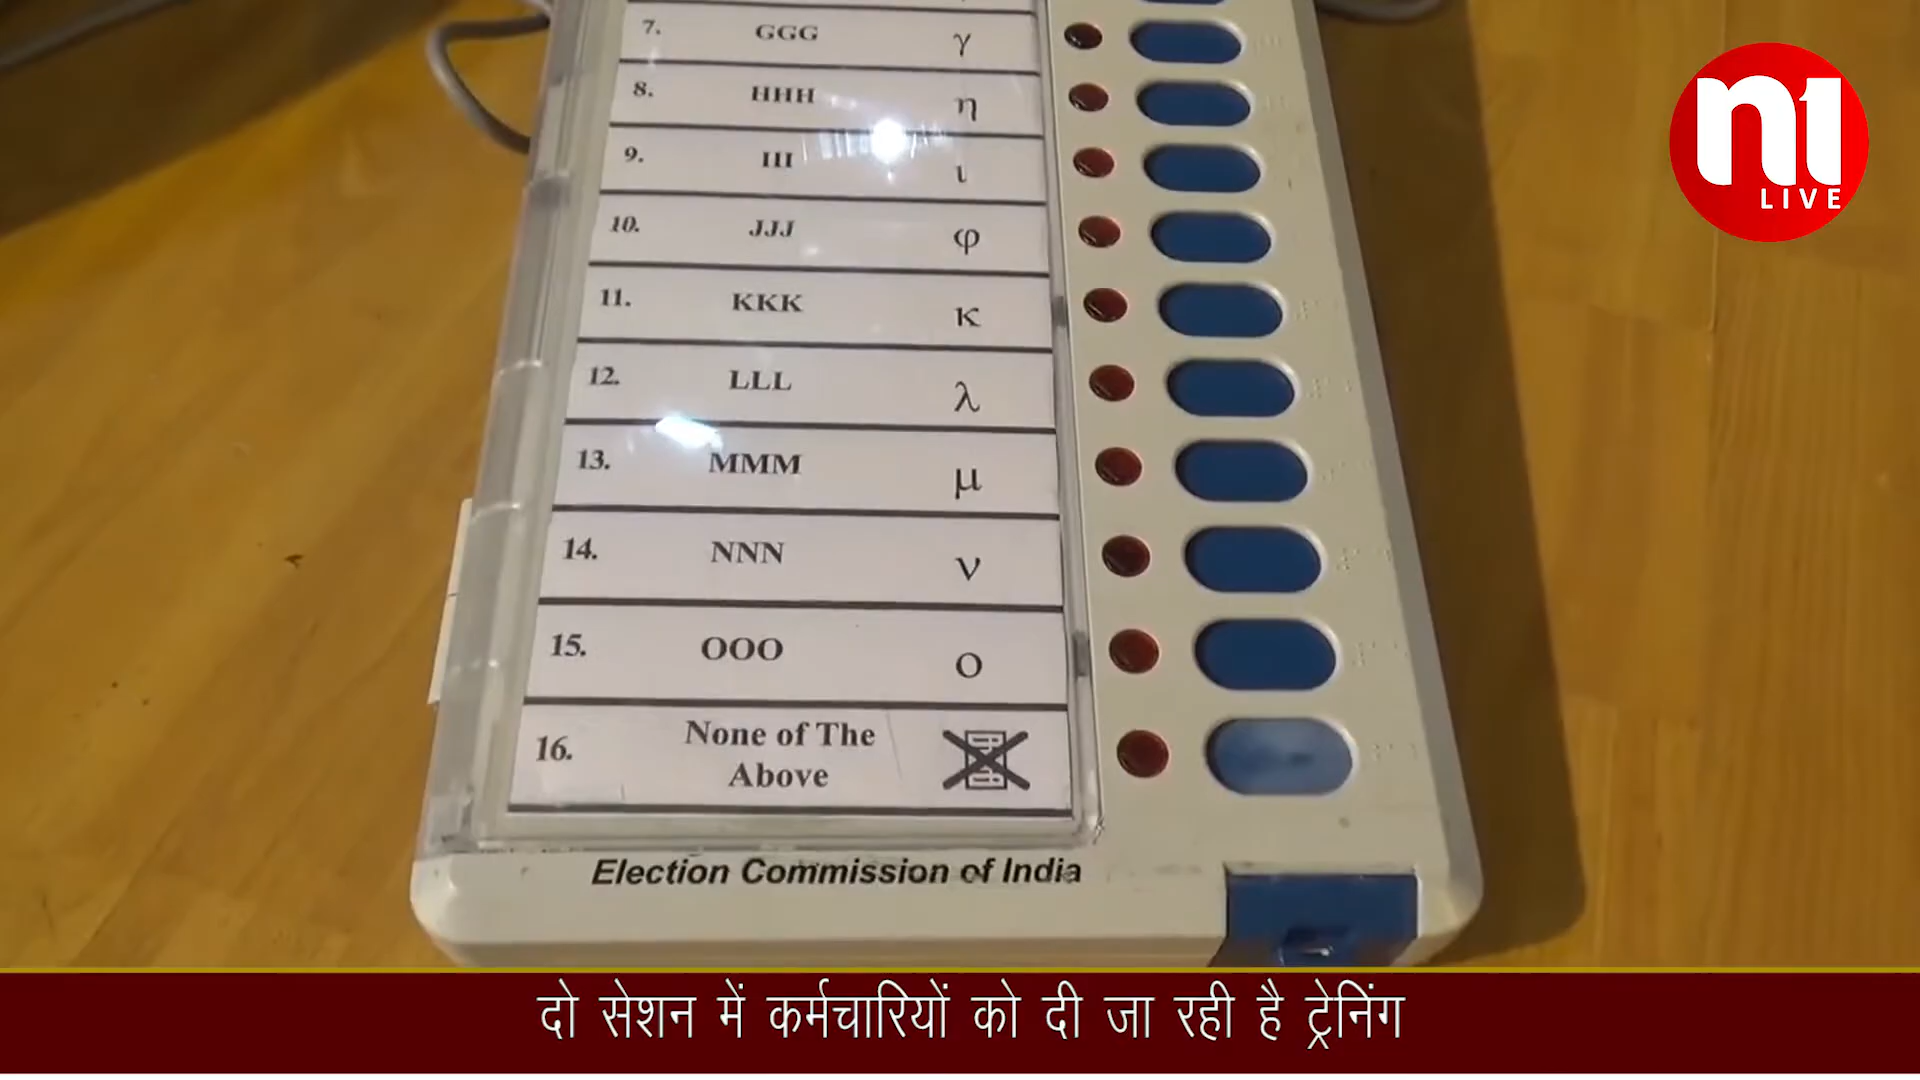 7. GGG γ
8. HHH η
9. III ι
10. JJJ φ
11. KKK κ
12. LLL λ
13. MMM μ
14. NNN ν
15. OOO ο
16. None of The
Above
Election Commission of India
n1
LIVE
दो सेशन में कर्मचारियों को दी जा रही है ट्रेनिंग